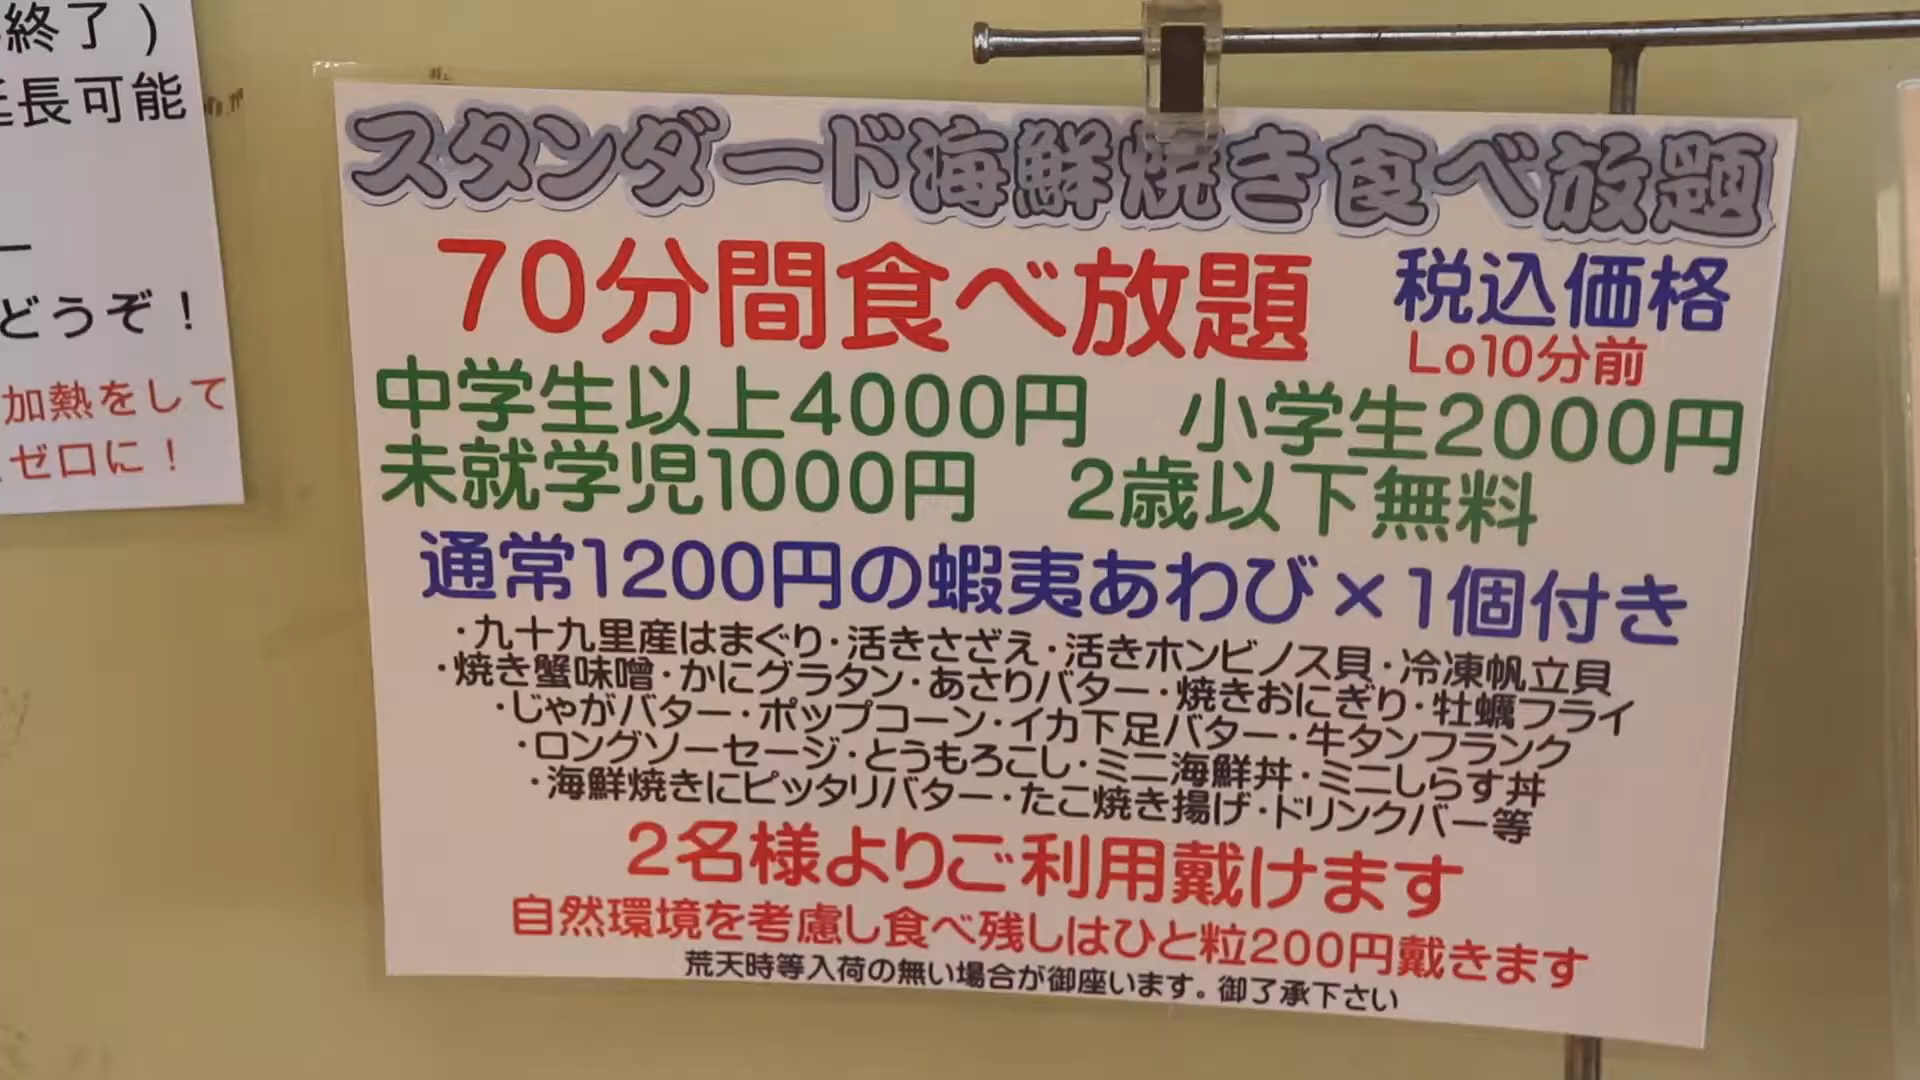 終了）
長可能
ー
どうぞ！
加熱をして
ゼロに！
スタンダード海鮮焼き食べ放題
70分間食べ放題　税込価格
Lo10分前
中学生以上4000円　小学生2000円
未就学児1000円　2歳以下無料
通常1200円の蝦夷あわび×1個付き
・九十九里産はまぐり・活きさざえ・活きホンビノス貝・冷凍帆立貝
・焼き蟹味噌・かにグラタン・あさりバター・焼きおにぎり・牡蠣フライ
・じゃがバター・ポップコーン・イカ下足バター・牛タンフランク
・ロングソーセージ・とうもろこし・ミニ海鮮丼・ミニしらす丼
・海鮮焼きにピッタリバター・たこ焼き揚げ・ドリンクバー等
2名様よりご利用戴けます
自然環境を考慮し食べ残しはひと粒200円戴きます
荒天時等入荷の無い場合が御座います。御了承下さい